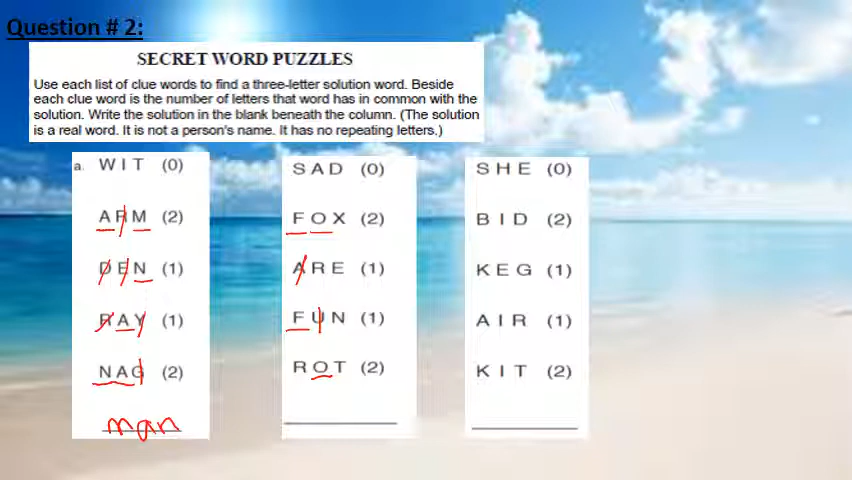 Question # 2:
SECRET WORD PUZZLES
Use each list of clue words to find a three-letter solution word. Beside
each clue word is the number of letters that word has in common with the
solution. Write the solution in the blank beneath the column. (The solution
is a real word. It is not a person's name. It has no repeating letters.)
a. WIT (0)
ARM (2)
DEN (1)
RAY (1)
NAG (2)
man
SAD (0)
FOX (2)
ARE (1)
FUN (1)
ROT (2)
SHE (0)
BID (2)
KEG (1)
AIR (1)
KIT (2)